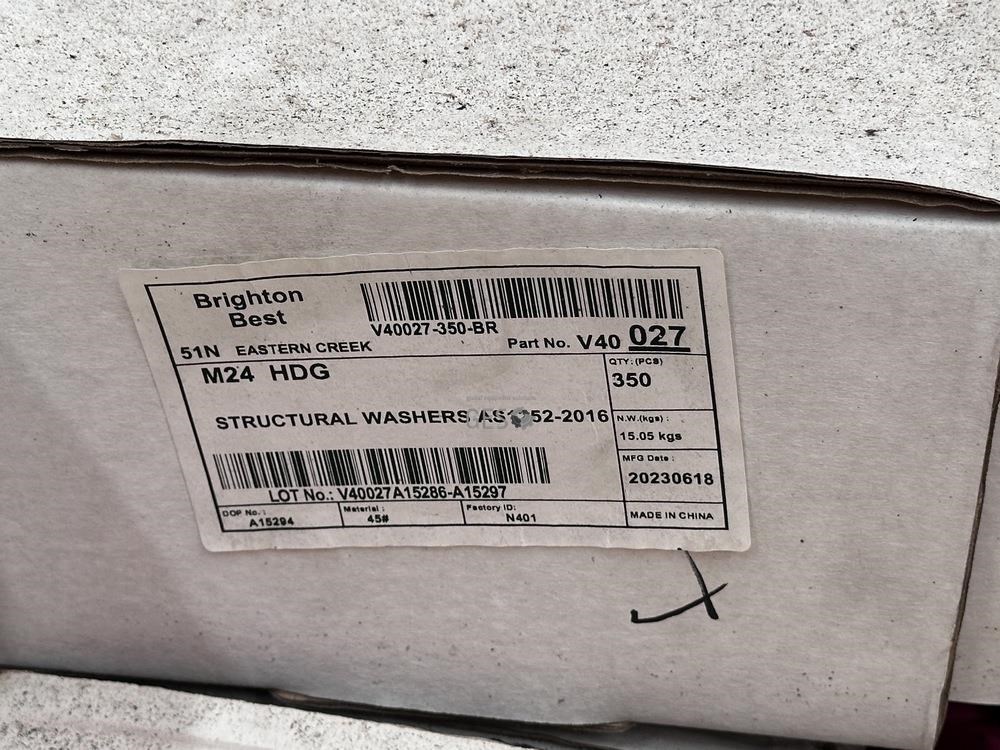 Brighton
Best
V40027-350-BR
51N EASTERN CREEK
Part No. V40 027
M24 HDG
QTY:(PCS)
350
STRUCTURAL WASHERS
N.W.(kgs):
15.05 kgs
MFG Date:
20230618
LOT No.: V40027A15286-A15297
DOP No.:
A15294
Material:
45#
Factory ID:
N401
MADE IN CHINA